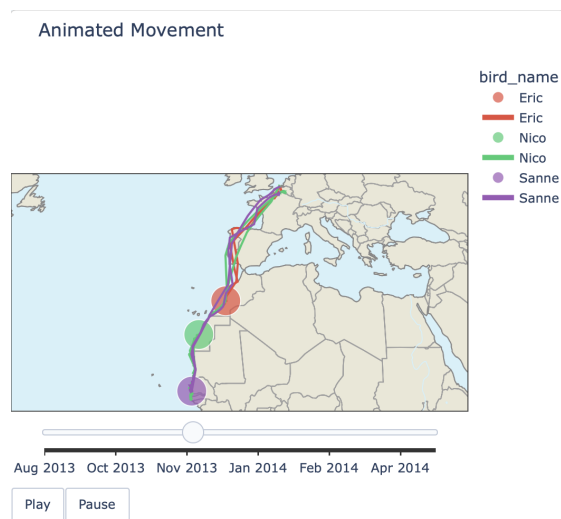 Animated Movement
bird_name
Eric
Eric
Nico
Nico
Sanne
Sanne
Aug 2013 Oct 2013 Nov 2013 Jan 2014 Feb 2014 Apr 2014
Play Pause